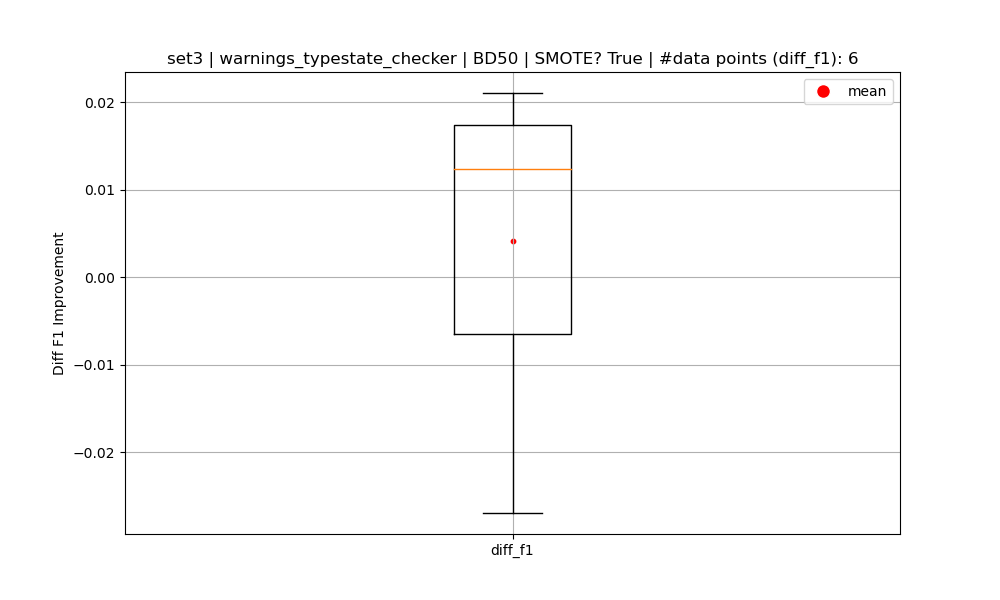 set3 | warnings_typestate_checker | BD50 | SMOTE? True | #data points (diff_f1): 6
mean
0.02
0.01
0.00
−0.01
−0.02
Diff F1 Improvement
diff_f1